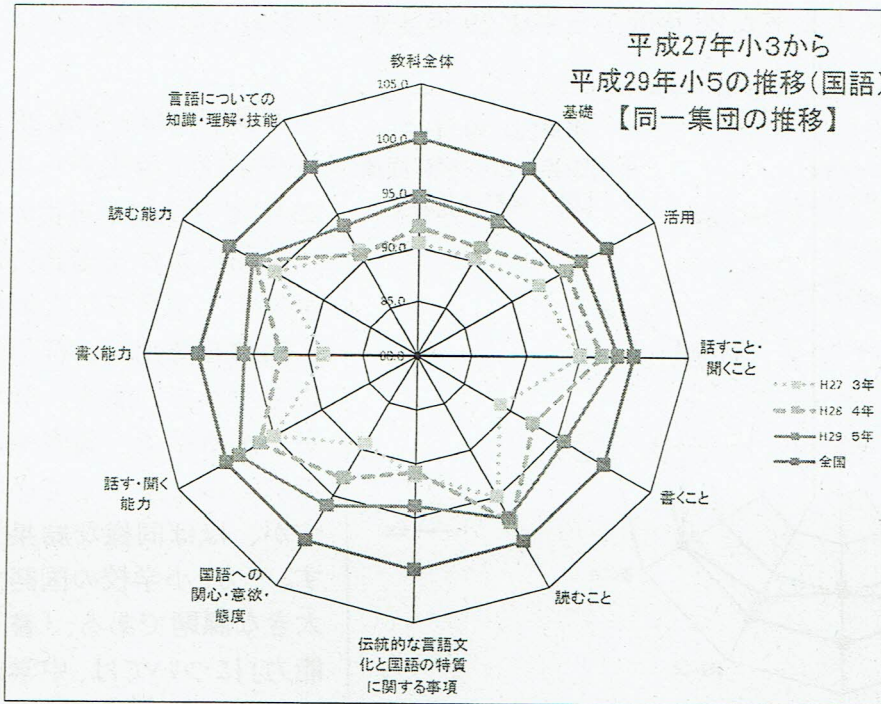 平成27年小3から
平成29年小5の推移(国語)
【同一集団の推移】
教科全体
105.0
100.0
95.0
90.0
85.0
80.0
基礎
活用
話すこと・
聞くこと
書くこと
読むこと
伝統的な言語文
化と国語の特質
に関する事項
国語への
関心・意欲・
態度
話す・聞く
能力
書く能力
読む能力
言語についての
知識・理解・技能
H27 3年
H28 4年
H29 5年
全国